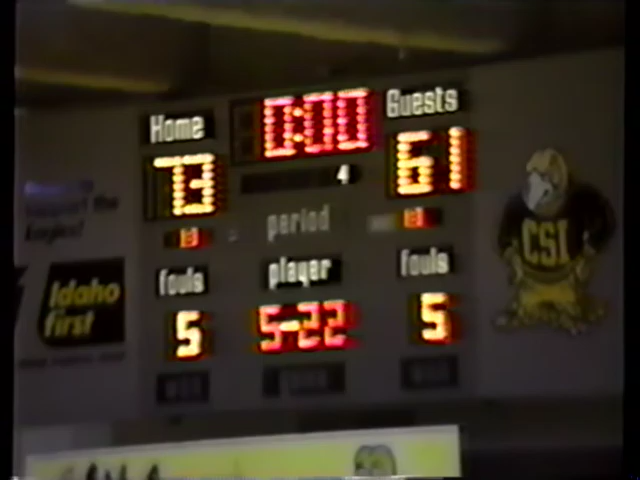 Home
0:00
Guests
73
4
61
period
fouls
player
fouls
5
5-22
5
Idaho
first
CSI